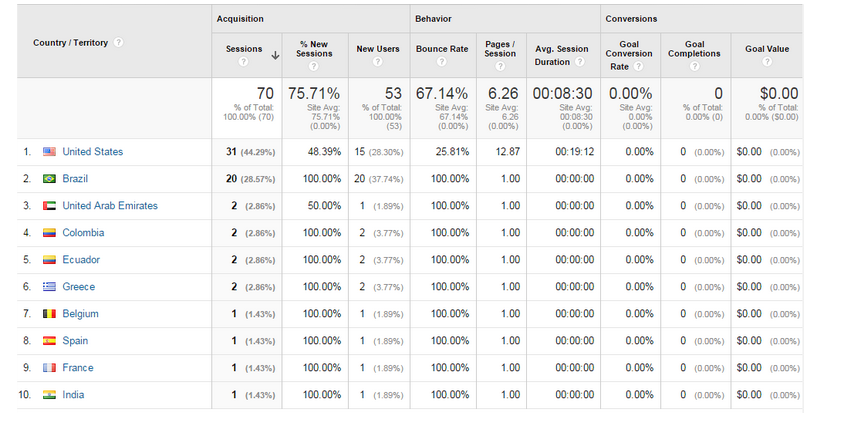 Acquisition Behavior Conversions
Country / Territory ? Sessions ? % New Sessions ? New Users ? Bounce Rate ? Pages / Session ? Avg. Session Duration ? Goal Conversion Rate ? Goal Completions ? Goal Value ?
70 75.71% 53 67.14% 6.26 00:08:30 0.00% 0 $0.00
% of Total: 100.00% (70) Site Avg: 75.71% (0.00%) % of Total: 100.00% (53) Site Avg: 67.14% (0.00%) Site Avg: 6.26 (0.00%) Site Avg: 00:08:30 (0.00%) Site Avg: 0.00% (0.00%) % of Total: 0.00% (0) % of Total: 0.00% ($0.00)
1. United States 31 (44.29%) 48.39% 15 (28.30%) 25.81% 12.87 00:19:12 0.00% 0 (0.00%) $0.00 (0.00%)
2. Brazil 20 (28.57%) 100.00% 20 (37.74%) 100.00% 1.00 00:00:00 0.00% 0 (0.00%) $0.00 (0.00%)
3. United Arab Emirates 2 (2.86%) 50.00% 1 (1.89%) 100.00% 1.00 00:00:00 0.00% 0 (0.00%) $0.00 (0.00%)
4. Colombia 2 (2.86%) 100.00% 2 (3.77%) 100.00% 1.00 00:00:00 0.00% 0 (0.00%) $0.00 (0.00%)
5. Ecuador 2 (2.86%) 100.00% 2 (3.77%) 100.00% 1.00 00:00:00 0.00% 0 (0.00%) $0.00 (0.00%)
6. Greece 2 (2.86%) 100.00% 2 (3.77%) 100.00% 1.00 00:00:00 0.00% 0 (0.00%) $0.00 (0.00%)
7. Belgium 1 (1.43%) 100.00% 1 (1.89%) 100.00% 1.00 00:00:00 0.00% 0 (0.00%) $0.00 (0.00%)
8. Spain 1 (1.43%) 100.00% 1 (1.89%) 100.00% 1.00 00:00:00 0.00% 0 (0.00%) $0.00 (0.00%)
9. France 1 (1.43%) 100.00% 1 (1.89%) 100.00% 1.00 00:00:00 0.00% 0 (0.00%) $0.00 (0.00%)
10. India 1 (1.43%) 100.00% 1 (1.89%) 100.00% 1.00 00:00:00 0.00% 0 (0.00%) $0.00 (0.00%)